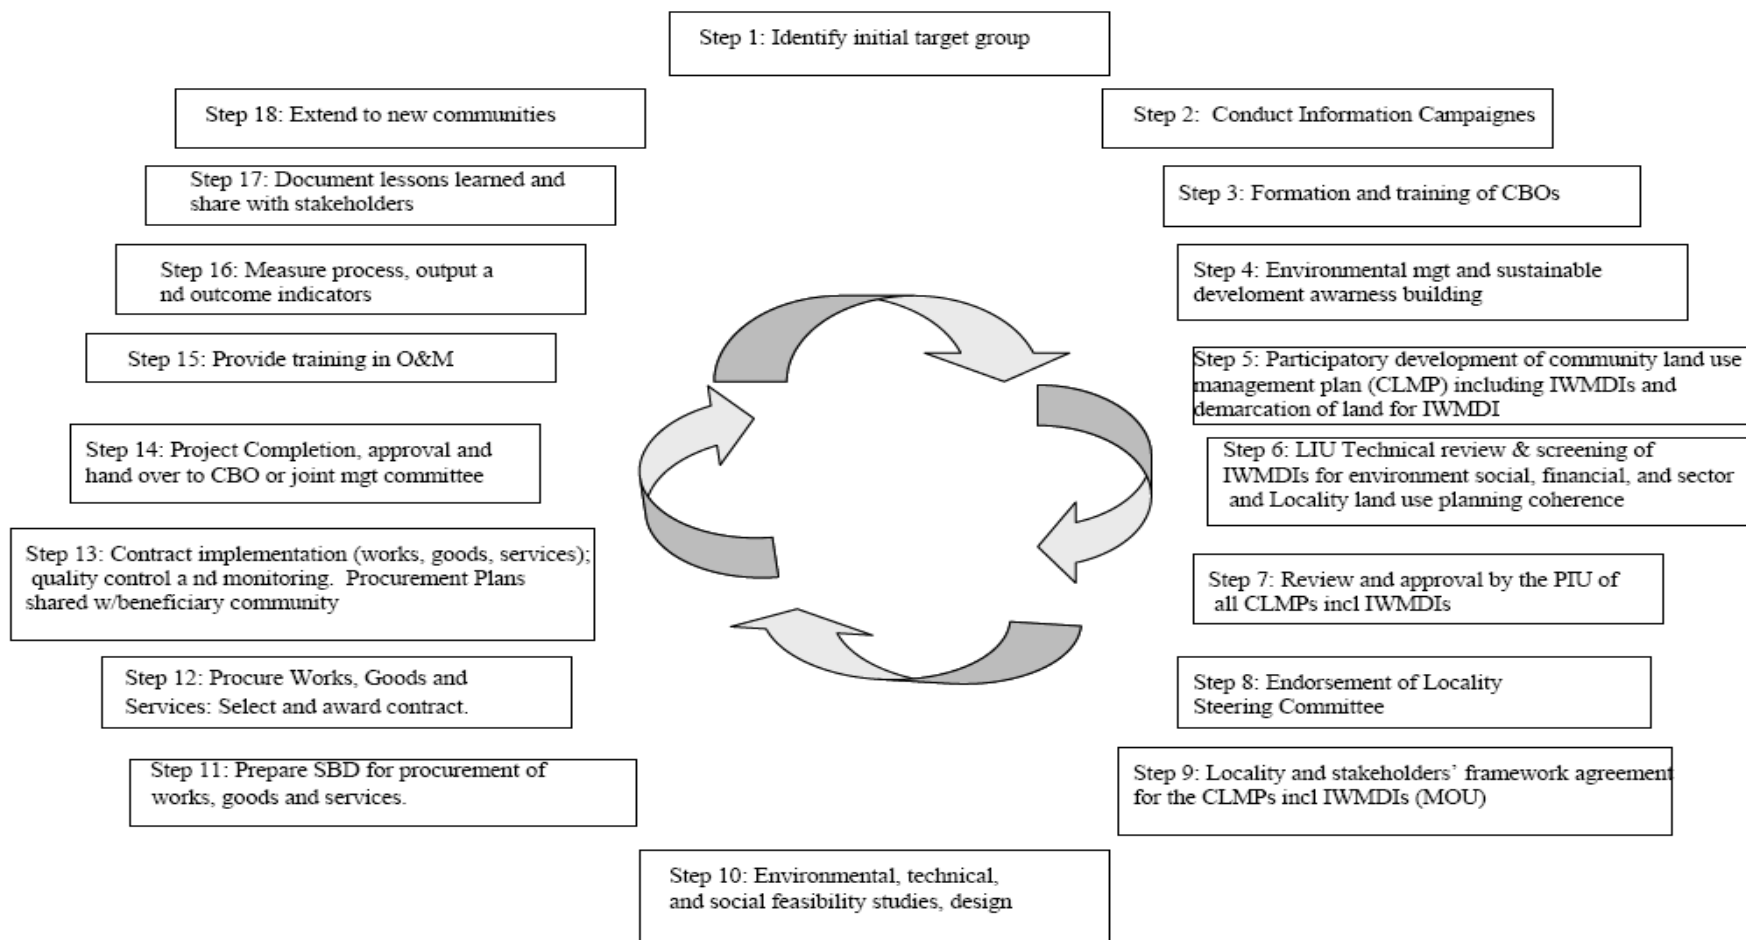 Step 1: Identify initial target group
Step 2: Conduct Information Campaignes
Step 3: Formation and training of CBOs
Step 4: Environmental mgt and sustainable
develoment awarness building
Step 5: Participatory development of community land use
management plan (CLMP) including IWMDIs and
demarcation of land for IWMDI
Step 6: LIU Technical review & screening of
IWMDIs for environment social, financial, and sector
and Locality land use planning coherence
Step 7: Review and approval by the PIU of
all CLMPs incl IWMDIs
Step 8: Endorsement of Locality
Steering Committee
Step 9: Locality and stakeholders’ framework agreement
for the CLMPs incl IWMDIs (MOU)
Step 10: Environmental, technical,
and social feasibility studies, design
Step 11: Prepare SBD for procurement of
works, goods and services.
Step 12: Procure Works, Goods and
Services: Select and award contract.
Step 13: Contract implementation (works, goods, services);
quality control a nd monitoring. Procurement Plans
shared w/beneficiary community
Step 14: Project Completion, approval and
hand over to CBO or joint mgt committee
Step 15: Provide training in O&M
Step 16: Measure process, output a
nd outcome indicators
Step 17: Document lessons learned and
share with stakeholders
Step 18: Extend to new communities